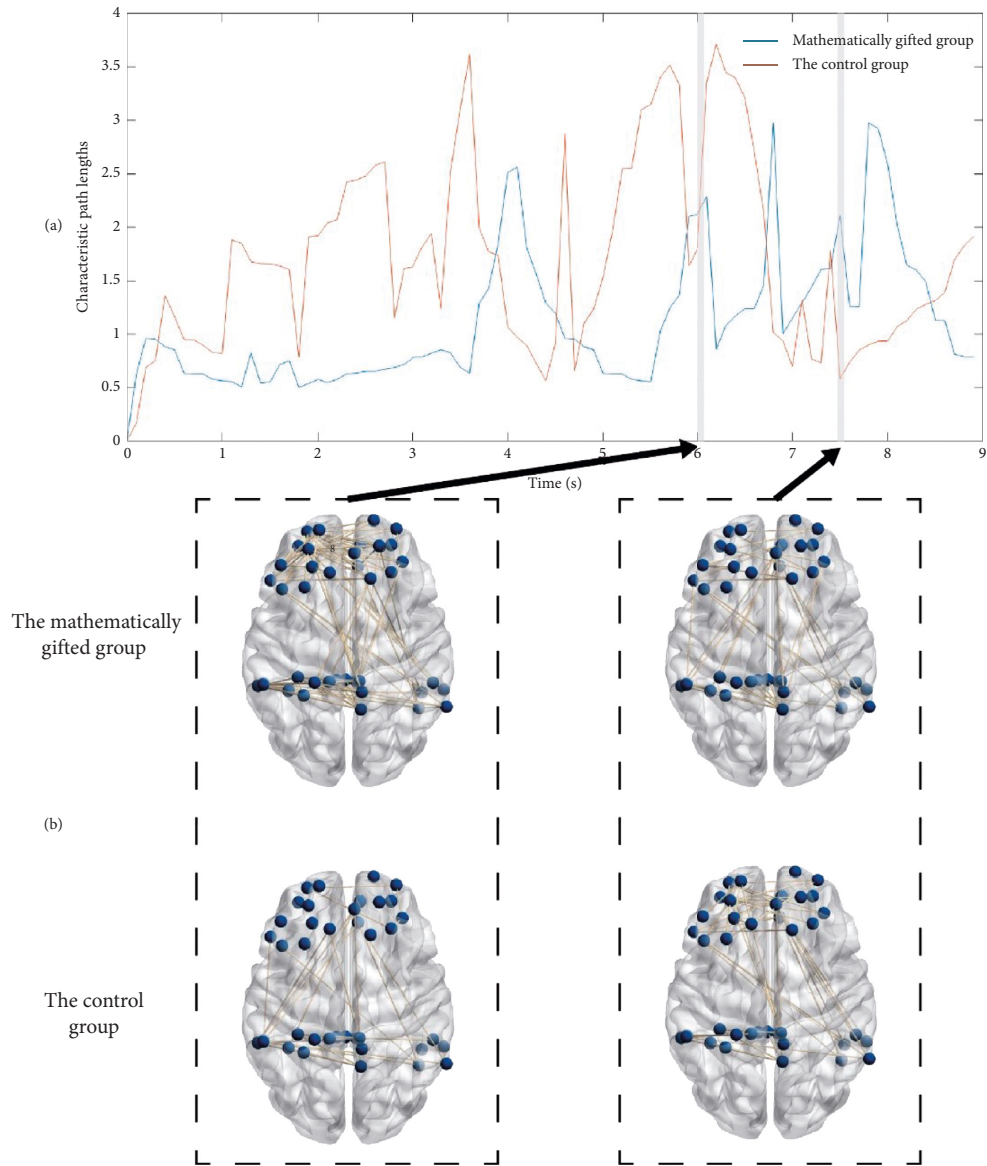 4
3.5
3
2.5
2
1.5
1
0.5
0
Characteristic path lengths
(a)
Mathematically gifted group
The control group
0 1 2 3 4 5 6 7 8 9
Time (s)
8
The mathematically
gifted group
(b)
The control
group